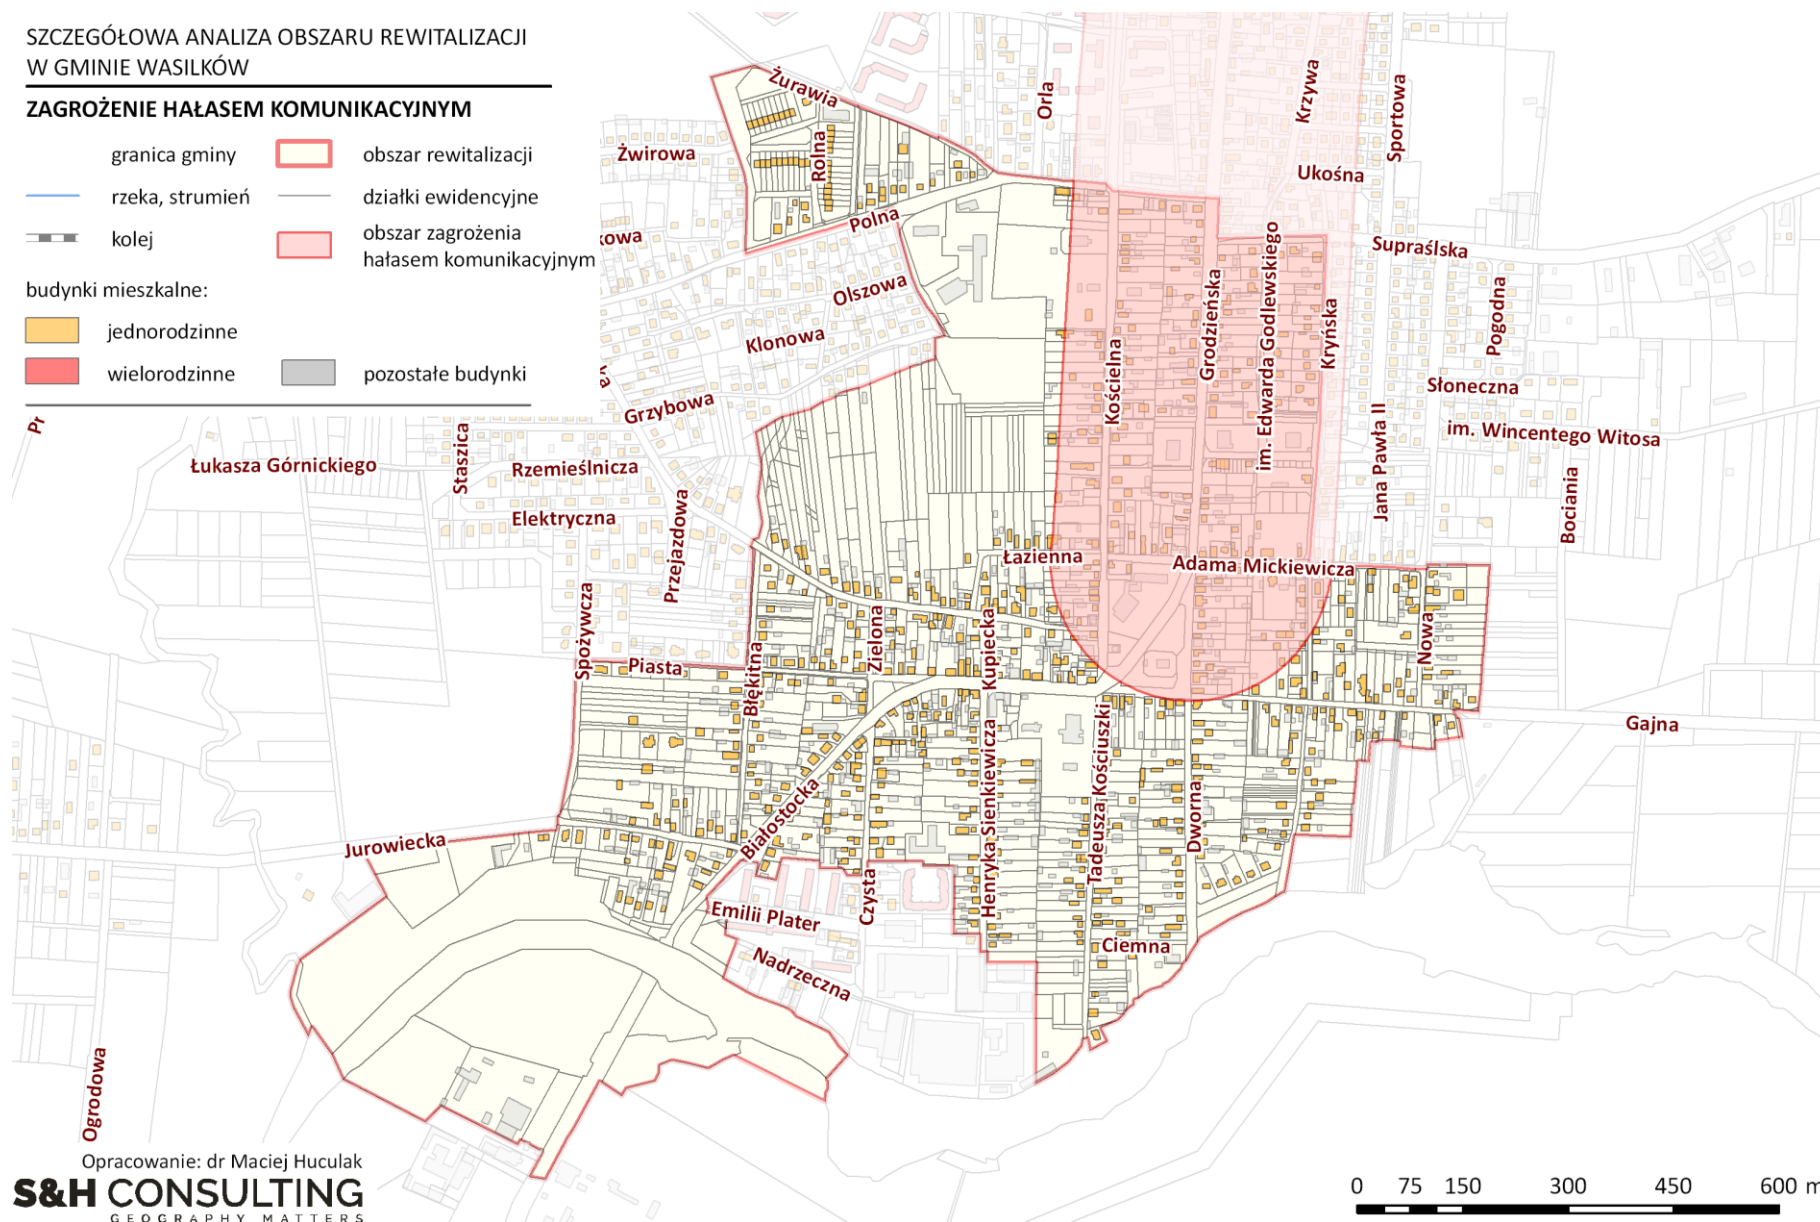 SZCZEGÓŁOWA ANALIZA OBSZARU REWITALIZACJI
W GMINIE WASILKÓW
ZAGROŻENIE HAŁASEM KOMUNIKACYJNYM
granica gminy
obszar rewitalizacji
rzeka, strumień
działki ewidencyjne
kolej
obszar zagrożenia
hałasem komunikacyjnym
budynki mieszkalne:
jednorodzinne
wielorodzinne
pozostałe budynki
Żurawia
Rolna
Żwirowa
Polna
kowa
Olszowa
Klonowa
Grzybowa
Orla
Krzywa
Sportowa
Ukośna
Supraślska
Pogodna
Słoneczna
im. Wincentego Witosa
Bociania
Jana Pawła II
Kryńska
im. Edwarda Godlewskiego
Grodzieńska
Kościelna
Pr
Łukasza Górnickiego
Staszica
Rzemieślnicza
Elektryczna
Przejazdowa
Spożywcza
Piasta
Błękitna
Zielona
Kupiecka
Łazienna
Adama Mickiewicza
Nowa
Gajna
Jurowiecka
Białostocka
Czysta
Henryka Sienkiewicza
Tadeusza Kościuszki
Dworna
Ciemna
Emilii Plater
Nadrzeczna
Ogrodowa
Opracowanie: dr Maciej Huculak
S&H CONSULTING
GEOGRAPHY MATTERS
0 75 150 300 450 600 m